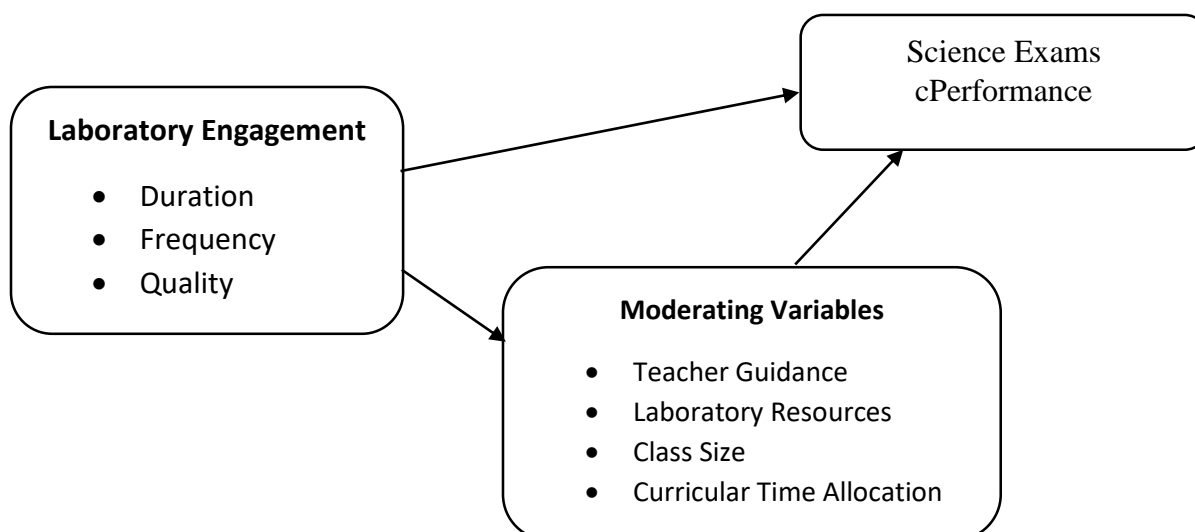 Science Exams
cPerformance
Laboratory Engagement
• Duration
• Frequency
• Quality
Moderating Variables
• Teacher Guidance
• Laboratory Resources
• Class Size
• Curricular Time Allocation